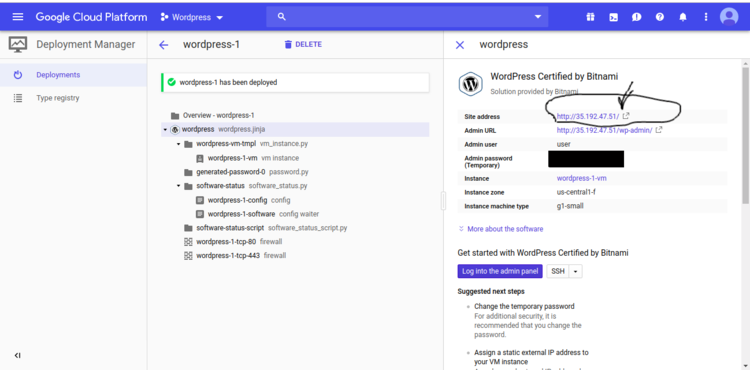 Google Cloud Platform
Wordpress
Deployment Manager
wordpress-1
DELETE
wordpress
Deployments
Type registry
wordpress-1 has been deployed
Overview - wordpress-1
wordpress wordpress.jinja
wordpress-vm-tmpl vm_instance.py
wordpress-1-vm vm instance
generated-password-0 password.py
software-status software_status.py
wordpress-1-config config
wordpress-1-software config waiter
software-status-script software_status_script.py
wordpress-1-tcp-80 firewall
wordpress-1-tcp-443 firewall
WordPress Certified by Bitnami
Solution provided by Bitnami
Site address http://35.192.47.51/
Admin URL http://35.192.47.51/wp-admin/
Admin user user
Admin password (Temporary)
Instance wordpress-1-vm
Instance zone us-central1-f
Instance machine type g1-small
More about the software
Get started with WordPress Certified by Bitnami
Log into the admin panel SSH
Suggested next steps
Change the temporary password
For additional security, it is
recommended that you change the
password.
Assign a static external IP address to
your VM instance